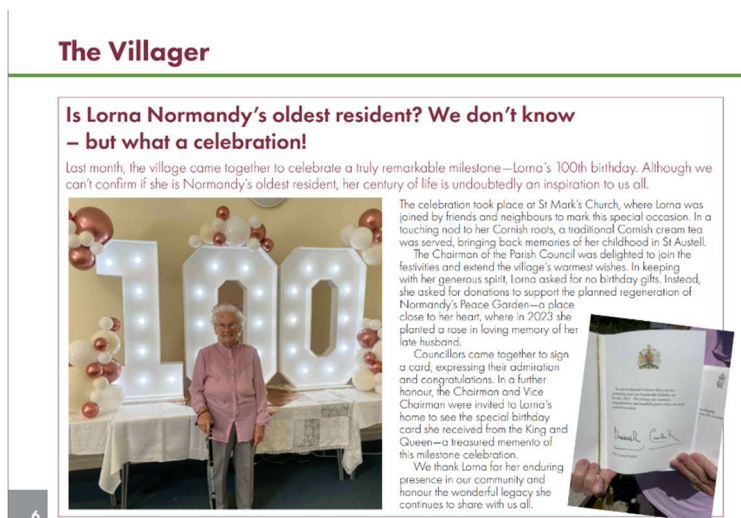 The Villager
Is Lorna Normandy's oldest resident? We don't know
– but what a celebration!
Last month, the village came together to celebrate a truly remarkable milestone—Lorna's 100th birthday. Although we
can't confirm if she is Normandy's oldest resident, her century of life is undoubtedly an inspiration to us all.
100
The celebration took place at St Mark's Church, where Lorna was
joined by friends and neighbours to mark this special occasion. In a
touching nod to her Cornish roots, a traditional Cornish cream tea
was served, bringing back memories of her childhood in St Austell.
The Chairman of the Parish Council was delighted to join the
festivities and extend the village's warmest wishes. In keeping
with her generous spirit, Lorna asked for no birthday gifts. Instead,
she asked for donations to support the planned regeneration of
Normandy's Peace Garden—a place
close to her heart, where in 2023 she
planted a rose in loving memory of her
late husband.
Councillors came together to sign
a card, expressing their admiration
and congratulations. In a further
honour, the Chairman and Vice
Chairman were invited to Lorna's
home to see the special birthday
card she received from the King and
Queen—a treasured memento of
this milestone celebration.
We thank Lorna for her enduring
presence in our community and
honour the wonderful legacy she
continues to share with us all.
6